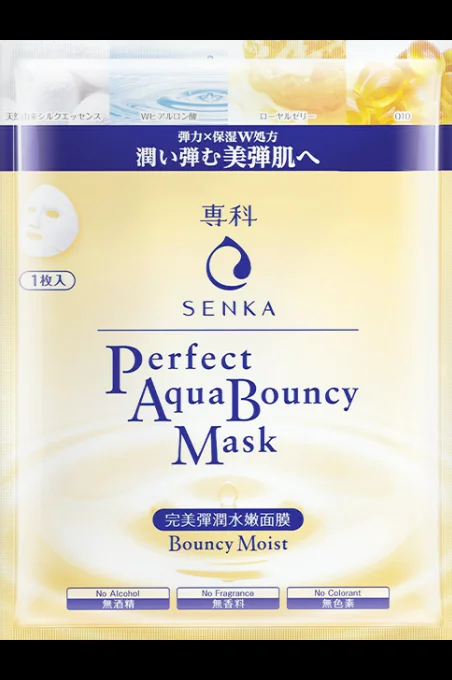 天然由来シルクエッセンス
Wヒアルロン酸
ローヤルゼリー
Q10
弾力×保湿W処方
潤い弾む美弾肌へ
専科
1枚入
SENKA
Perfect
AquaBouncy
Mask
完美彈潤水嫩面膜
Bouncy Moist
No Alcohol
無酒精
No Fragrance
無香料
No Colorant
無色素